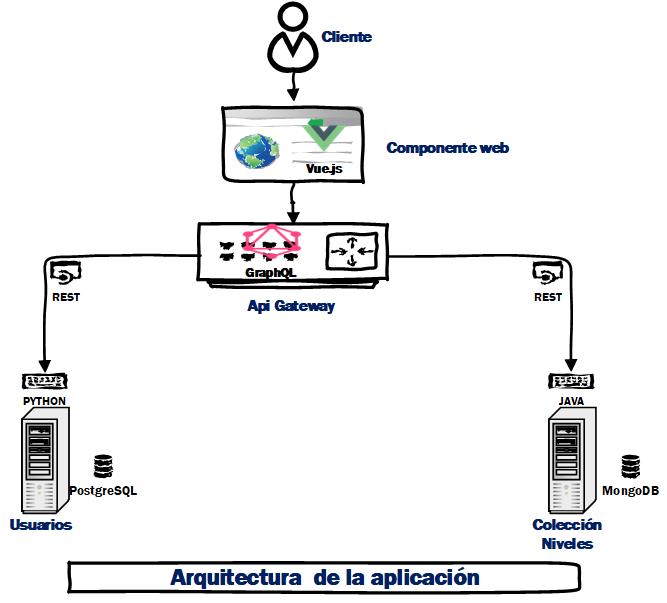 Cliente
Componente web
Vue.js
GraphQL
Api Gateway
REST
REST
PYTHON
JAVA
PostgreSQL
MongoDB
Usuarios
Colección
Niveles
Arquitectura de la aplicación